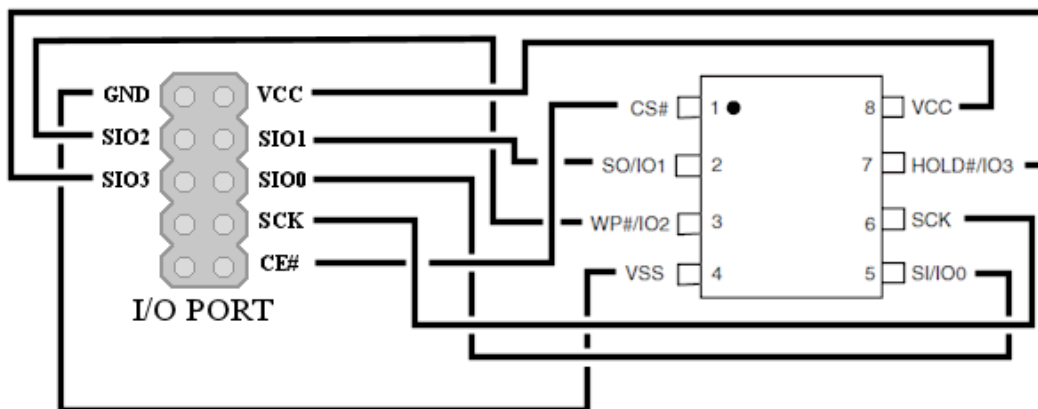 GND VCC
SIO2 SIO1
SIO3 SIO0
SCK
CE#
I/O PORT
CS# 1 8 VCC
SO/IO1 2 7 HOLD#/IO3
WP#/IO2 3 6 SCK
VSS 4 5 SI/IO0